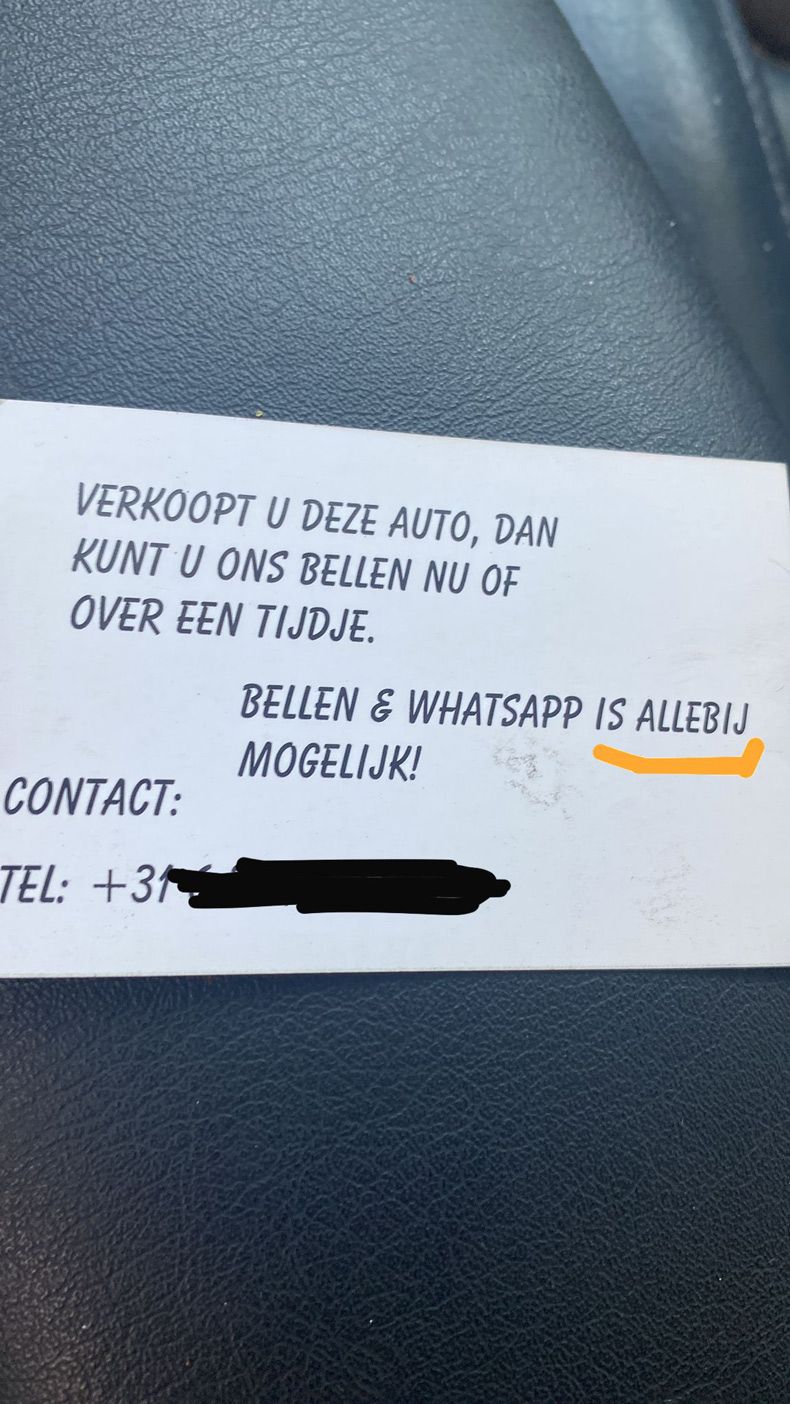 VERKOOPT U DEZE AUTO, DAN
KUNT U ONS BELLEN NU OF
OVER EEN TIJDJE.
BELLEN & WHATSAPP IS ALLEBIJ
MOGELIJK!
CONTACT:
TEL: +31